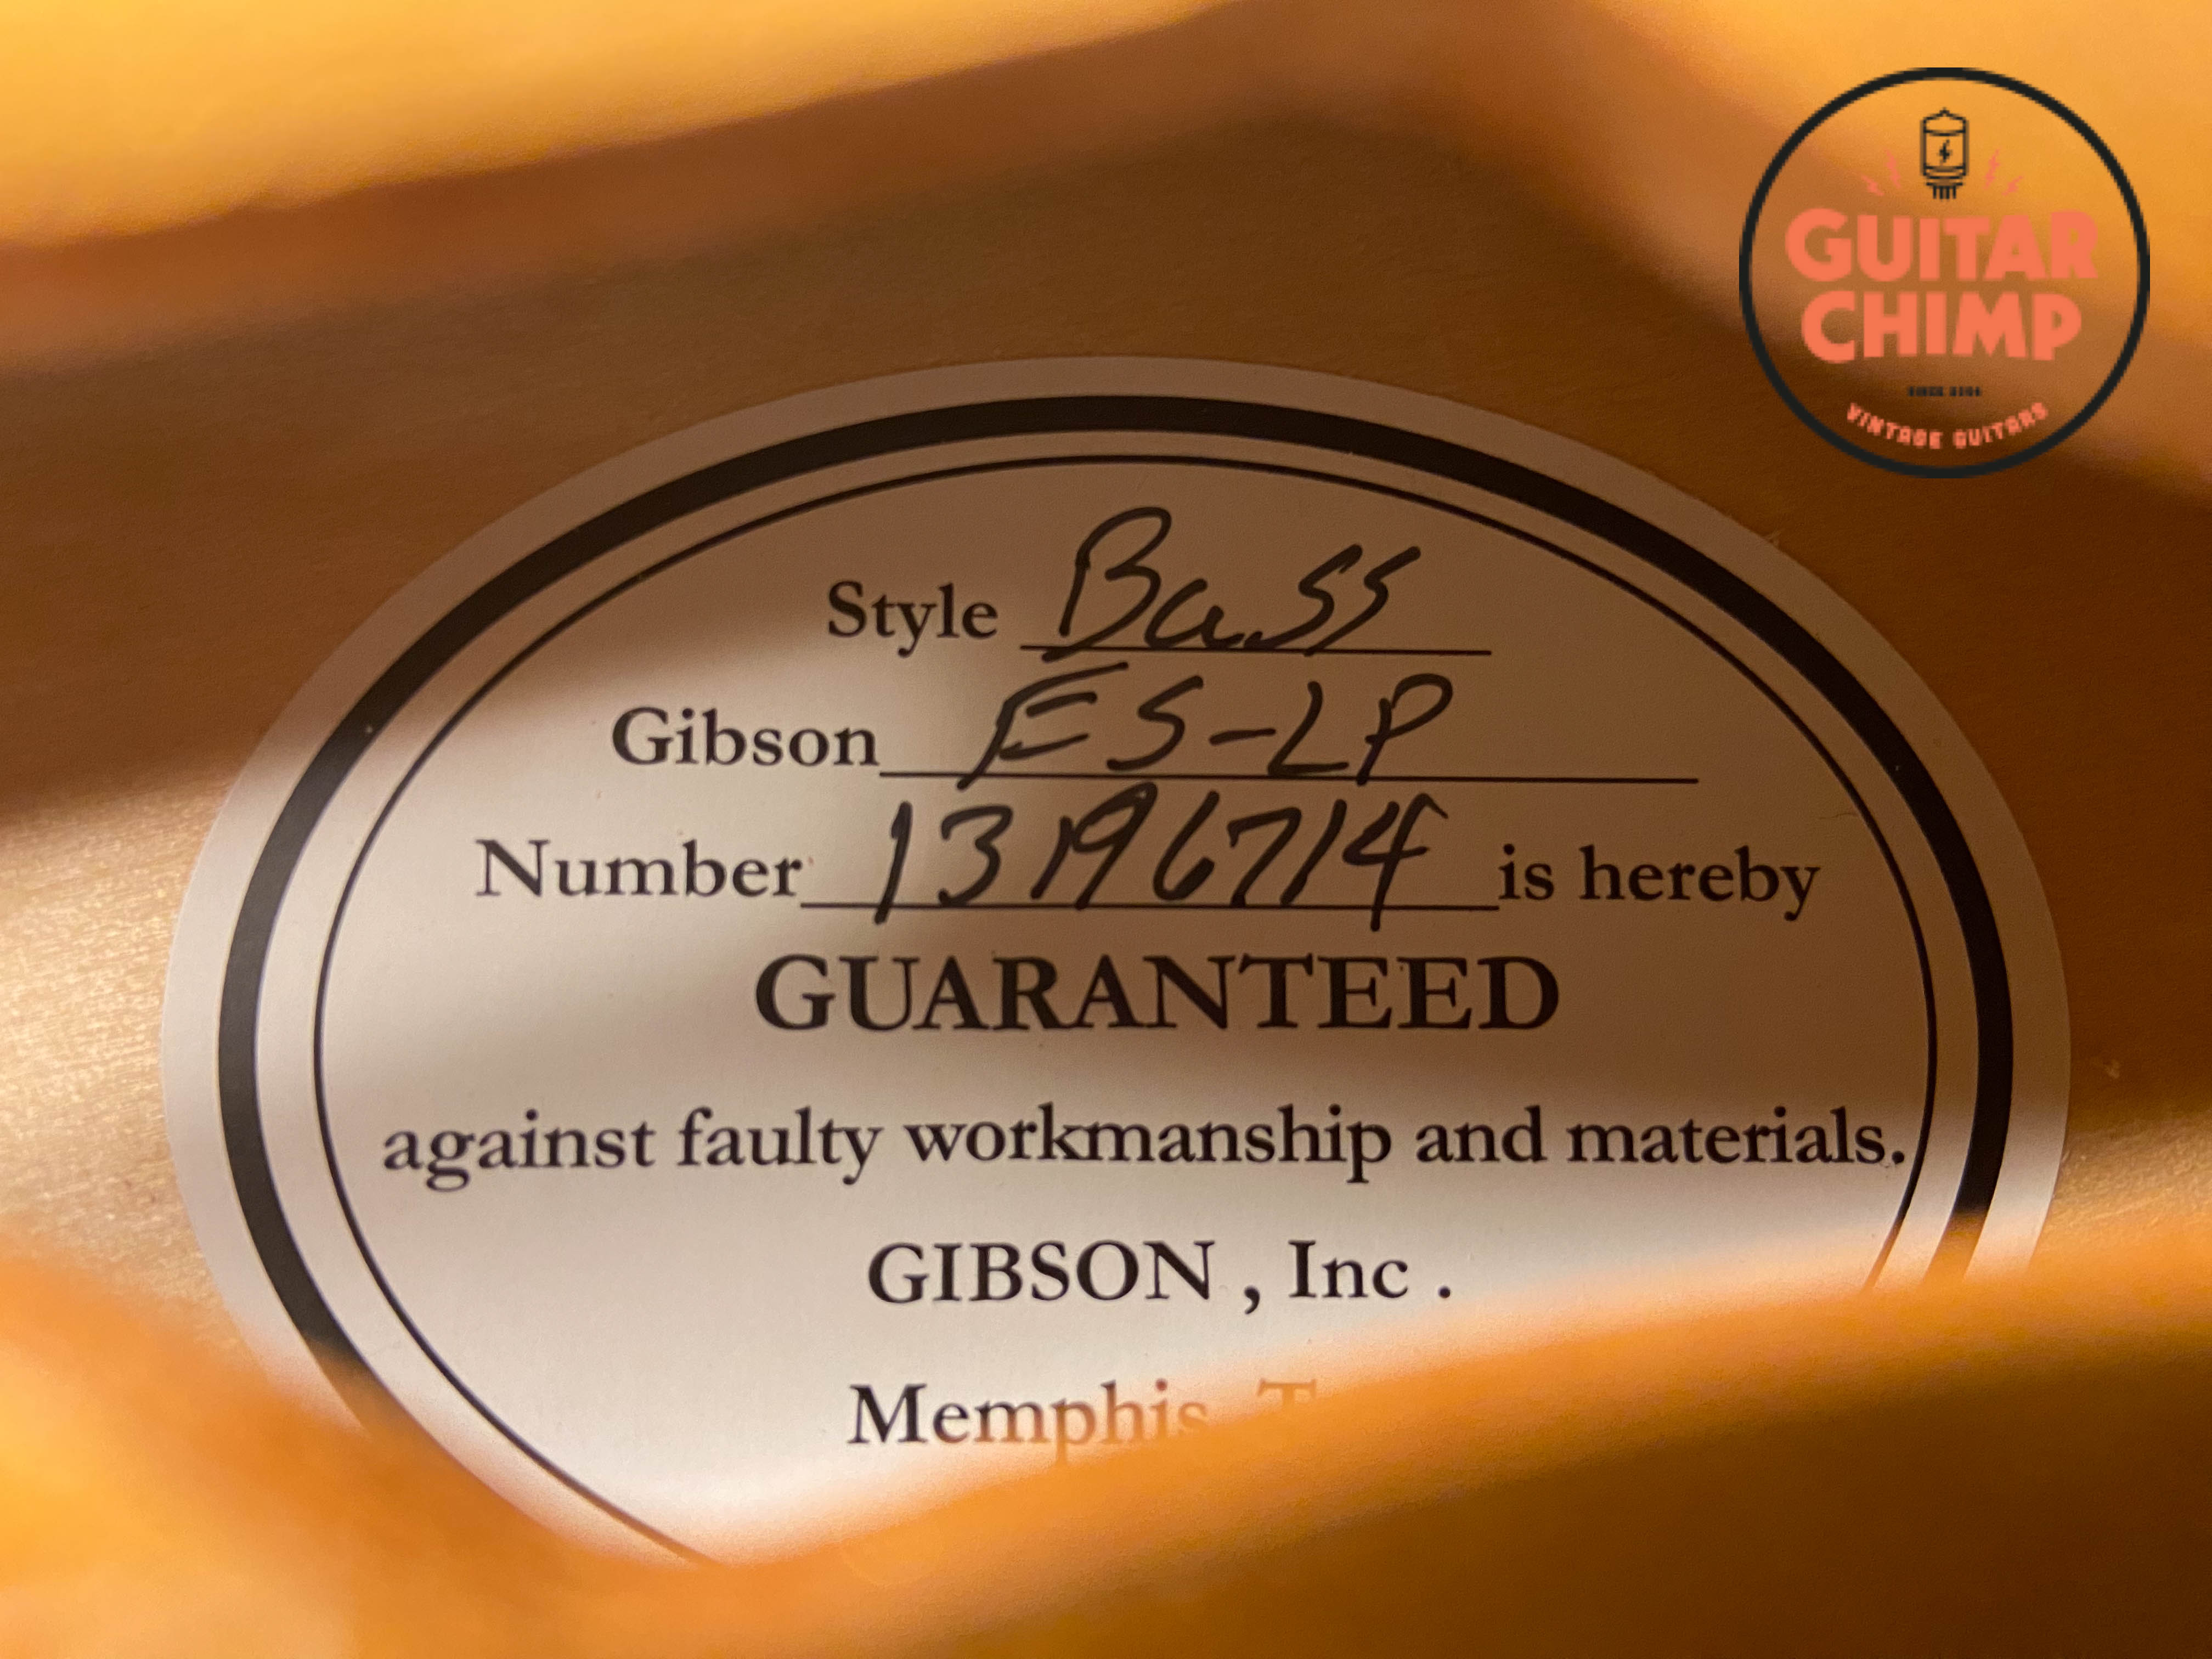 GUITAR
CHIMP
VINTAGE GUITARS
Style Bass
Gibson ES-LP
Number 13196714 is hereby
GUARANTEED
against faulty workmanship and materials.
GIBSON , Inc .
Memphis